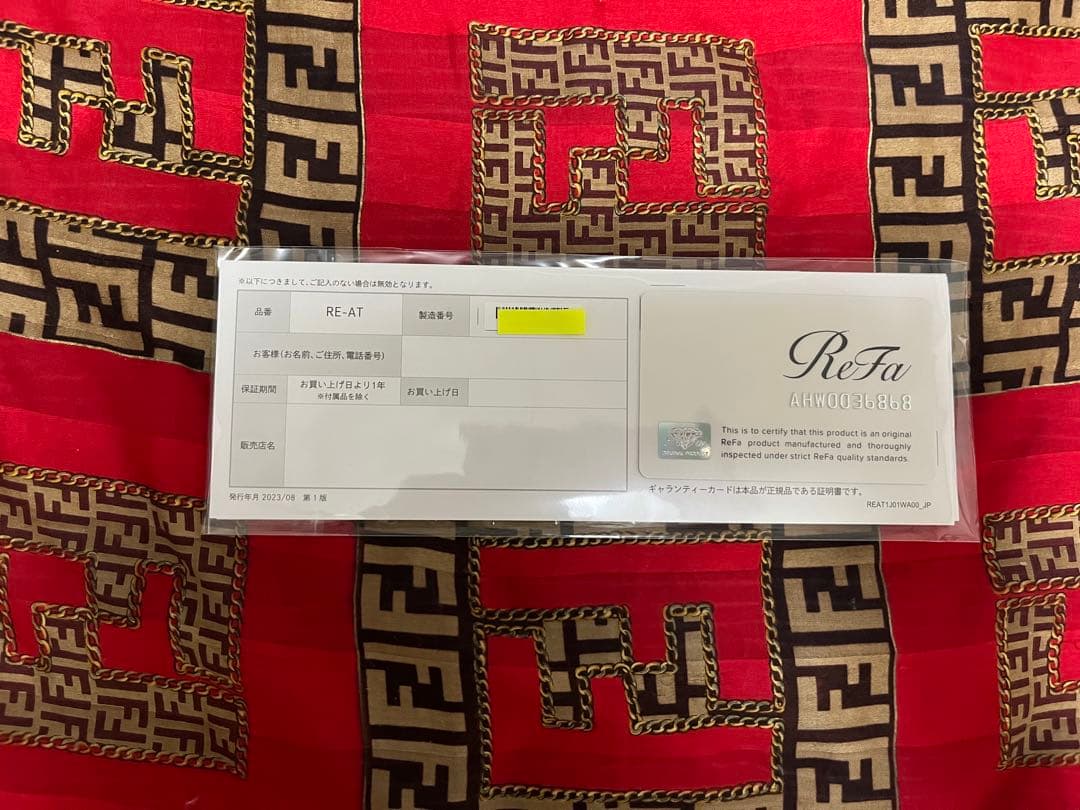 ※以下につきまして、ご記入のない場合は無効となります。
品番
RE-AT
製造番号
お客様(お名前、ご住所、電話番号)
保証期間
お買い上げ日より1年
※付属品を除く
お買い上げ日
販売店名
発行年月 2023/08 第1版
ReFa
This is to certify that this product is an original
ReFa product manufactured and thoroughly
inspected under strict ReFa quality standards.
ギャランティーカードは本品が正規品である証明書です。
REAT1J01WA00_JP